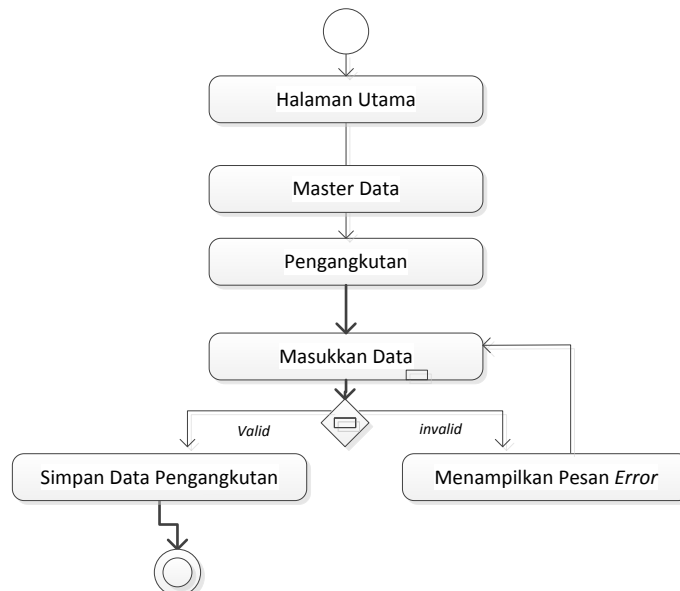 Halaman Utama
Master Data
Pengangkutan
Masukkan Data
Valid
invalid
Simpan Data Pengangkutan
Menampilkan Pesan Error